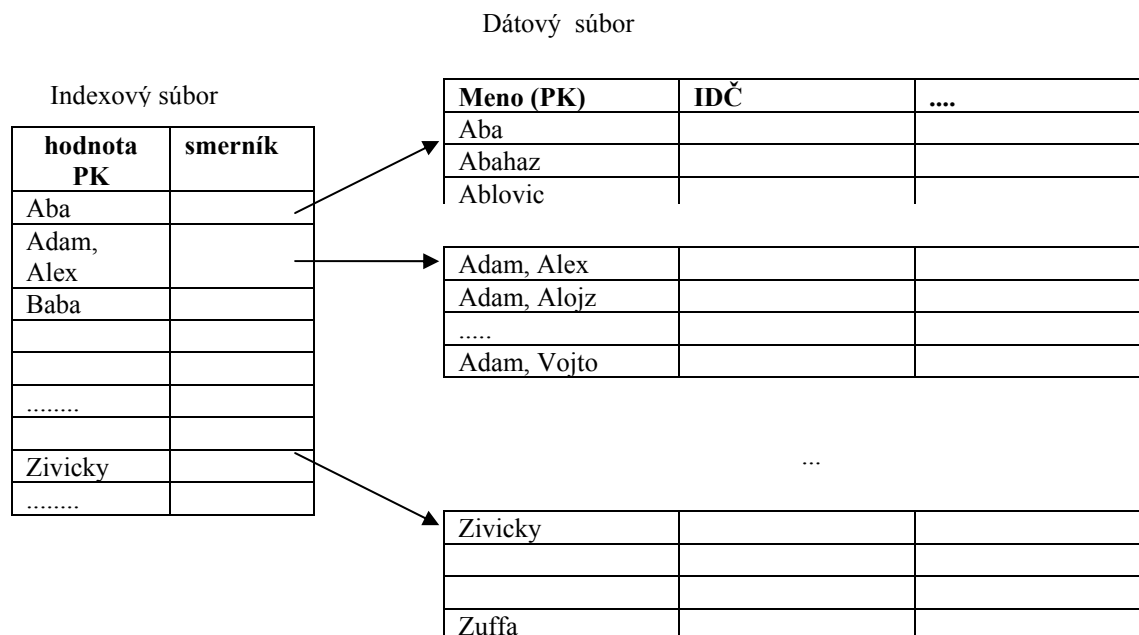 Dátový súbor
Indexový súbor
hodnota PK smerník
Aba
Adam, Alex
Baba
........
Zivicky
........
Meno (PK) IDČ ....
Aba
Abahaz
Ablovic
Adam, Alex
Adam, Alojz
.....
Adam, Vojto
...
Zivicky
Zuffa